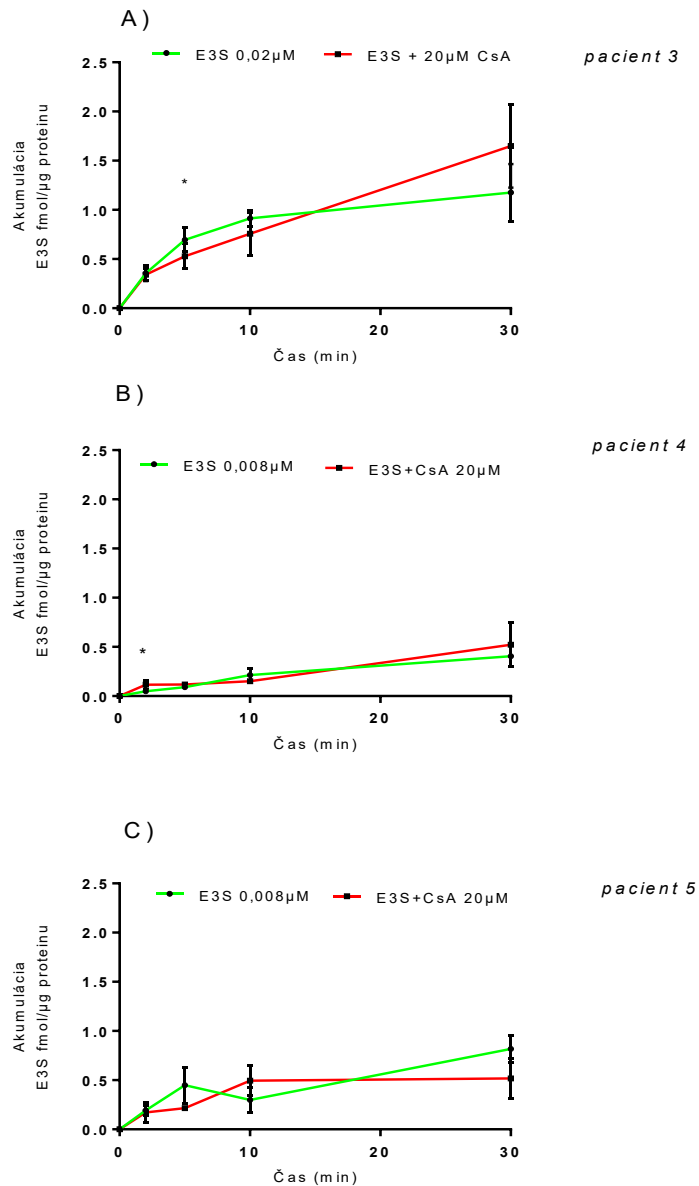 A)
E3S 0,02µM
E3S + 20µM CsA
pacient 3
2.5
2.0
1.5
1.0
0.5
0.0
Akumulácia
E3S fmol/µg proteinu
*
0
10
20
30
Čas (min)
B)
pacient 4
E3S 0,008µM
E3S+CsA 20µM
2.5
2.0
1.5
1.0
0.5
0.0
Akumulácia
E3S fmol/µg proteinu
*
0
10
20
30
Čas (min)
C)
pacient 5
E3S 0,008µM
E3S+CsA 20µM
2.5
2.0
1.5
1.0
0.5
0.0
Akumulácia
E3S fmol/µg proteinu
0
10
20
30
Čas (min)